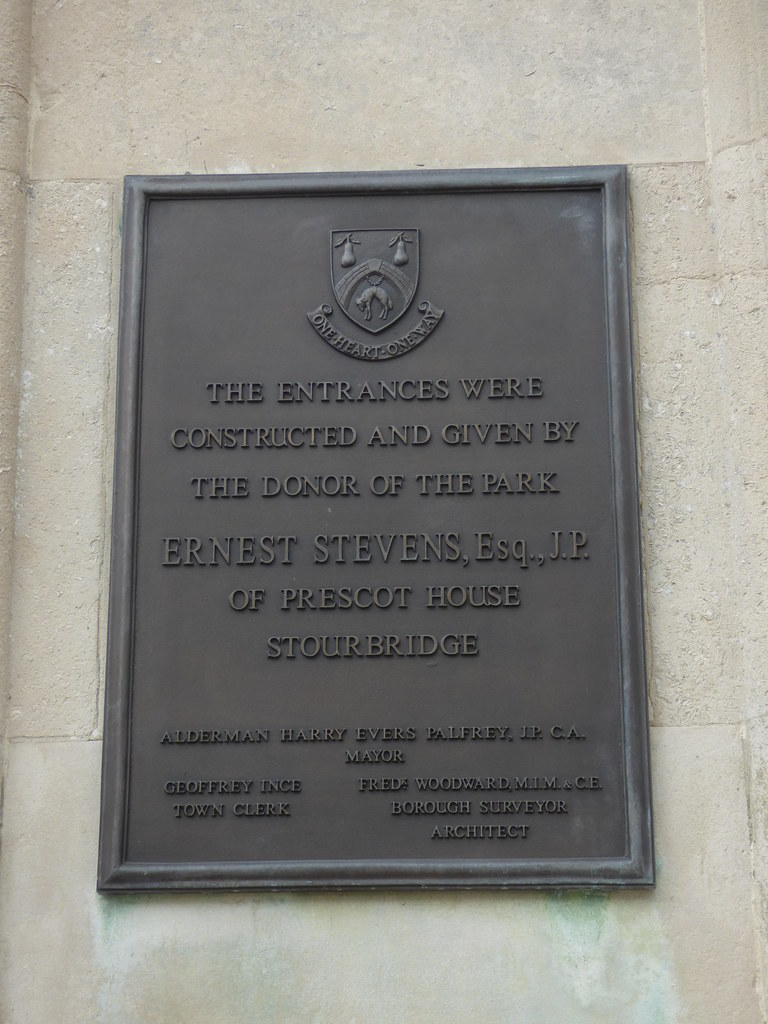 ONE HEART · ONE WAY
THE ENTRANCES WERE
CONSTRUCTED AND GIVEN BY
THE DONOR OF THE PARK
ERNEST STEVENS, Esq., J.P.
OF PRESCOT HOUSE
STOURBRIDGE
ALDERMAN HARRY EVERS PALFREY, J.P. C.A.
MAYOR
GEOFFREY INCE
TOWN CLERK
FREDK WOODWARD, M.I.M. & C.E.
BOROUGH SURVEYOR
ARCHITECT